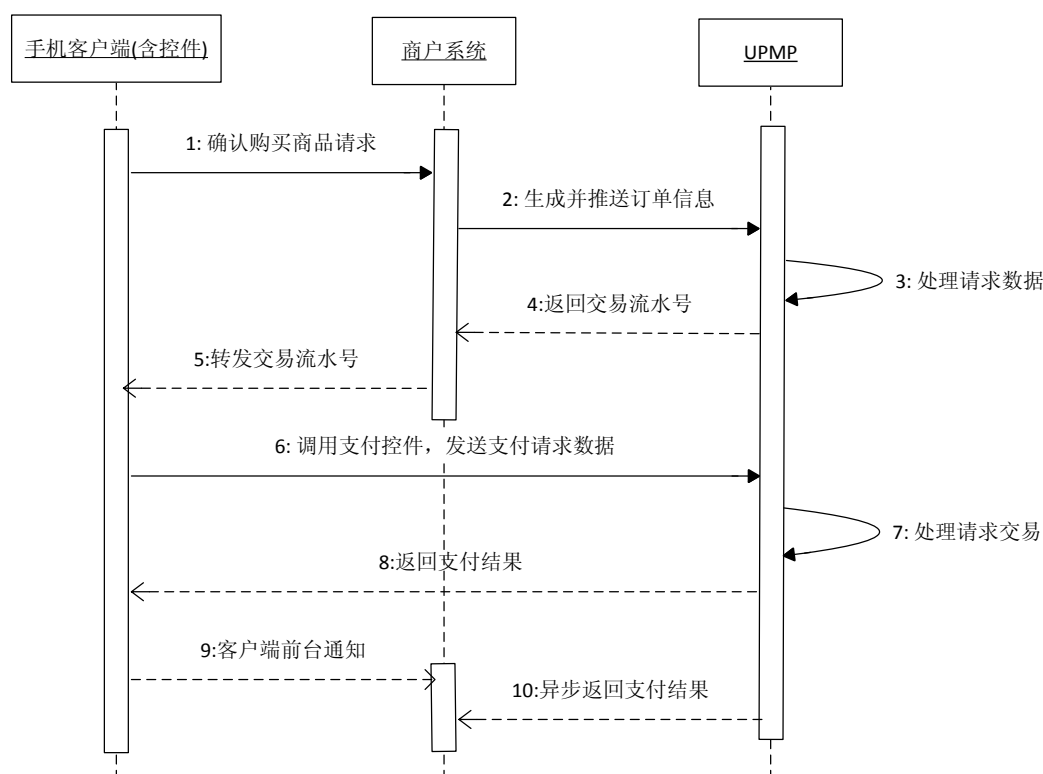 手机客户端(含控件)
商户系统
UPMP
1: 确认购买商品请求
2: 生成并推送订单信息
3: 处理请求数据
4:返回交易流水号
5:转发交易流水号
6: 调用支付控件，发送支付请求数据
7: 处理请求交易
8:返回支付结果
9:客户端前台通知
10:异步返回支付结果